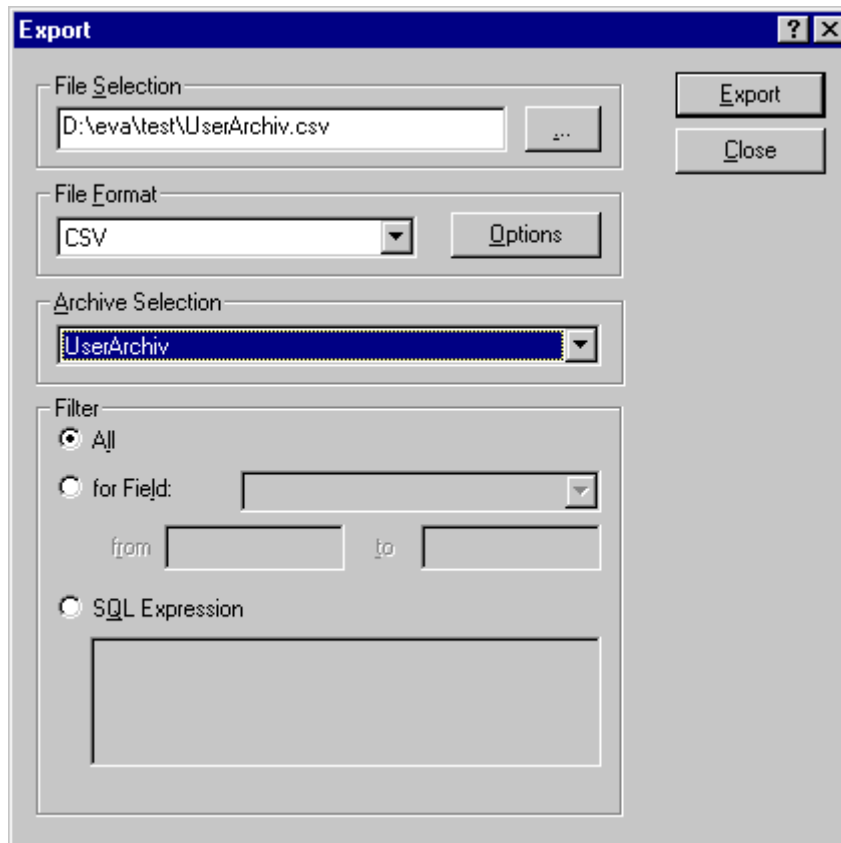 Export
File Selection
D:\eva\test\UserArchiv.csv
...
Export
Close
File Format
CSV
Options
Archive Selection
UserArchiv
Filter
All
for Field:
from to
SQL Expression